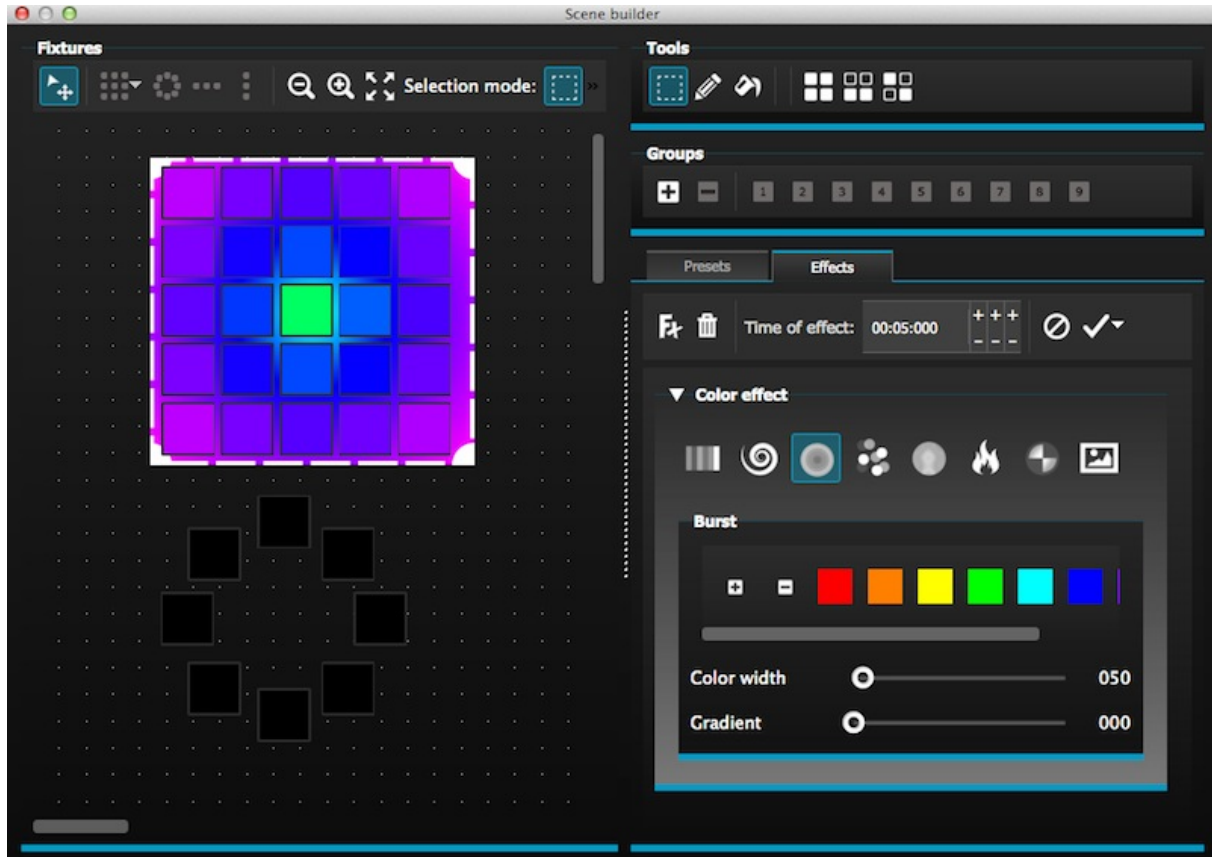 Scene builder
Fixtures
Selection mode:
»
Tools
Groups
1 2 3 4 5 6 7 8 9
Presets Effects
Fx Time of effect: 00:05:000 + + +
- - -
Color effect
Burst
Color width 050
Gradient 000